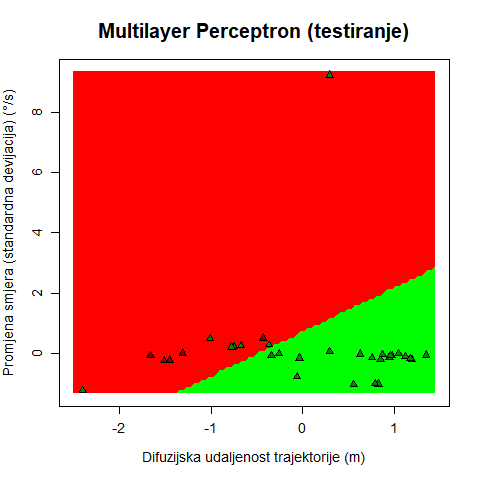 Multilayer Perceptron (testiranje)
Promjena smjera (standardna devijacija) (°/s)
8
6
4
2
0
-2 -1 0 1
Difuzijska udaljenost trajektorije (m)